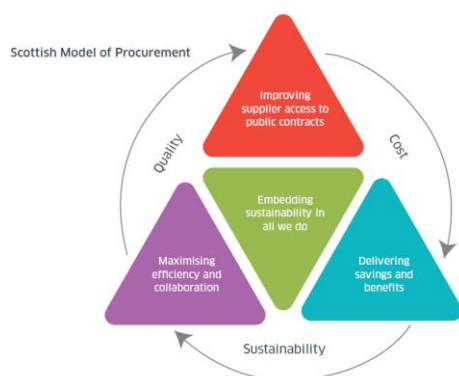 Scottish Model of Procurement
Improving
supplier access to
public contracts
Quality
Cost
Embedding
sustainability in
all we do
Maximising
efficiency and
collaboration
Delivering
savings and
benefits
Sustainability